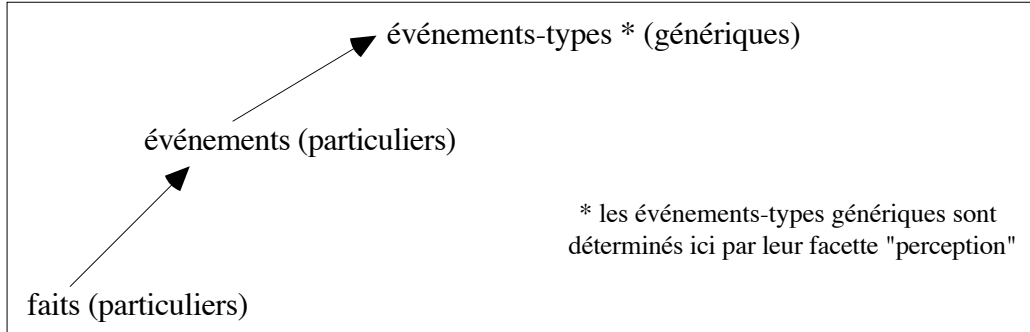 événements-types * (génériques)
événements (particuliers)
* les événements-types génériques sont
déterminés ici par leur facette "perception"
faits (particuliers)